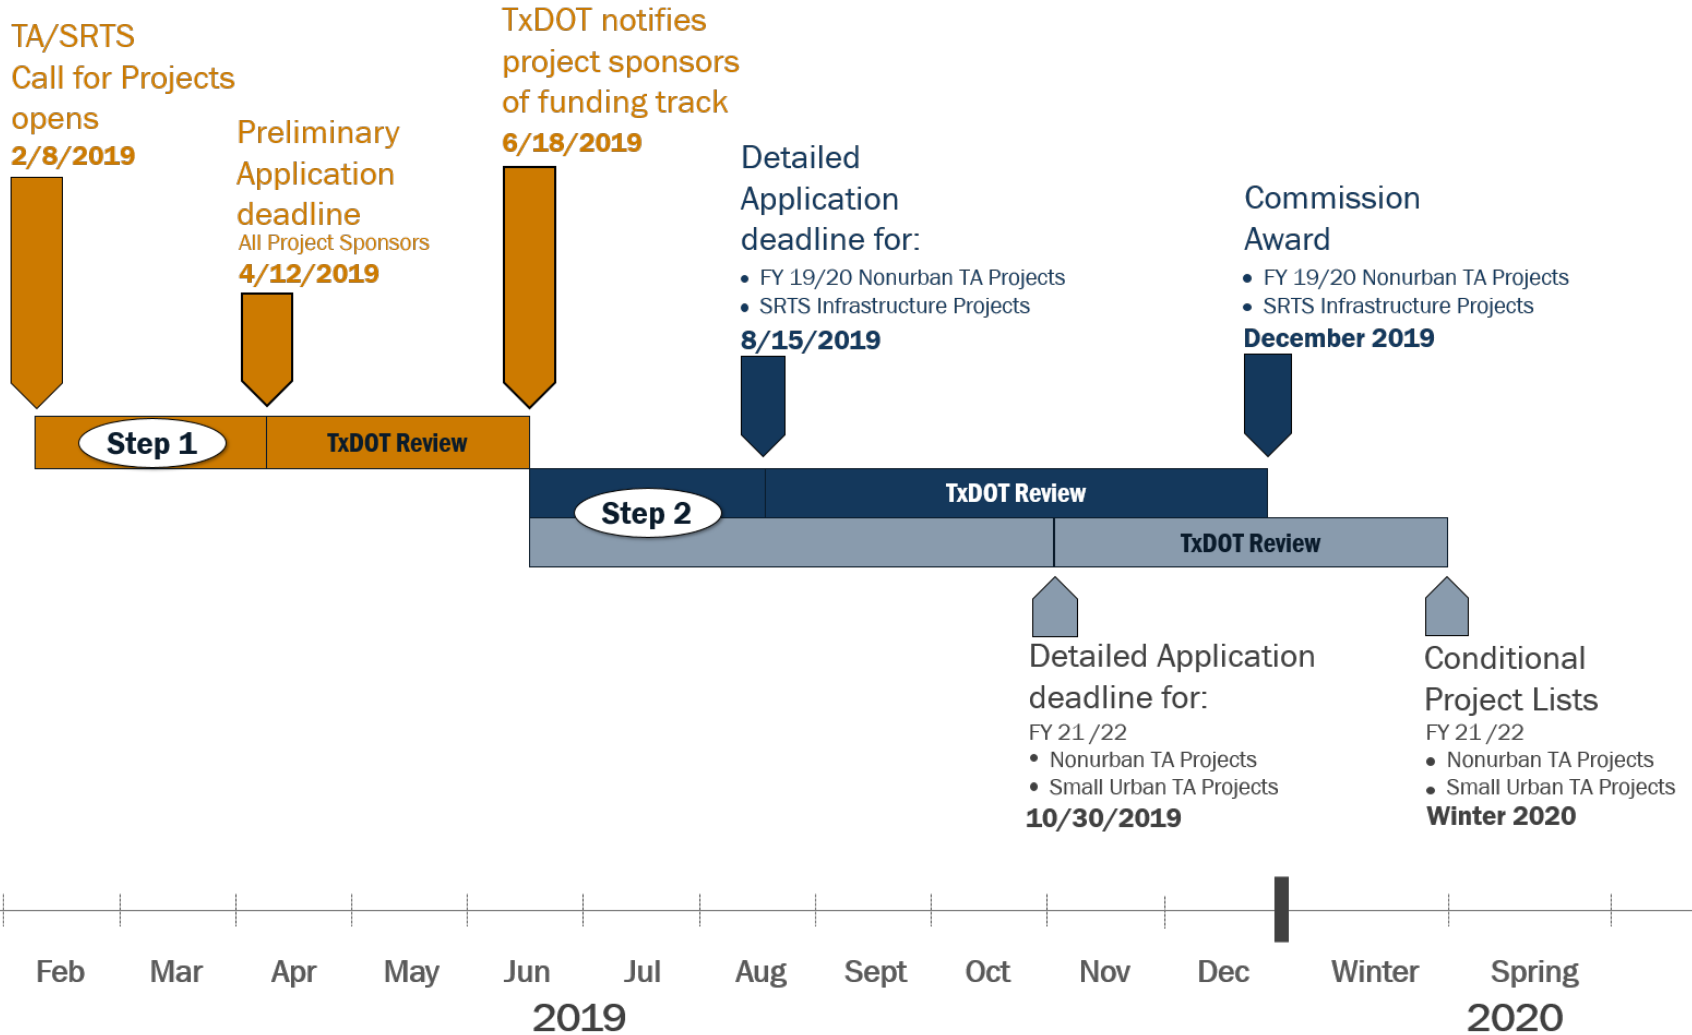 TA/SRTS
Call for Projects
opens
2/8/2019
Preliminary
Application
deadline
All Project Sponsors
4/12/2019
TxDOT notifies
project sponsors
of funding track
6/18/2019
Detailed
Application
deadline for:
• FY 19/20 Nonurban TA Projects
• SRTS Infrastructure Projects
8/15/2019
Commission
Award
• FY 19/20 Nonurban TA Projects
• SRTS Infrastructure Projects
December 2019
Step 1
TxDOT Review
Step 2
TxDOT Review
TxDOT Review
Detailed Application
deadline for:
FY 21 /22
• Nonurban TA Projects
• Small Urban TA Projects
10/30/2019
Conditional
Project Lists
FY 21 /22
• Nonurban TA Projects
• Small Urban TA Projects
Winter 2020
Feb Mar Apr May Jun Jul Aug Sept Oct Nov Dec Winter Spring
2019 2020